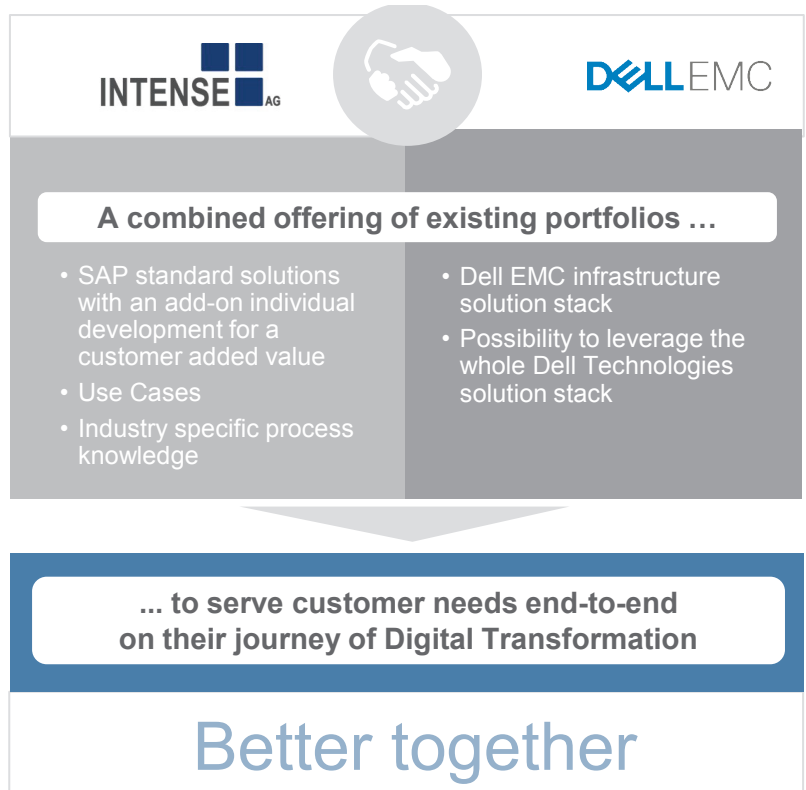 INTENSE AG
DELL EMC
A combined offering of existing portfolios …
• SAP standard solutions
with an add-on individual
development for a
customer added value
• Use Cases
• Industry specific process
knowledge
• Dell EMC infrastructure
solution stack
• Possibility to leverage the
whole Dell Technologies
solution stack
... to serve customer needs end-to-end
on their journey of Digital Transformation
Better together